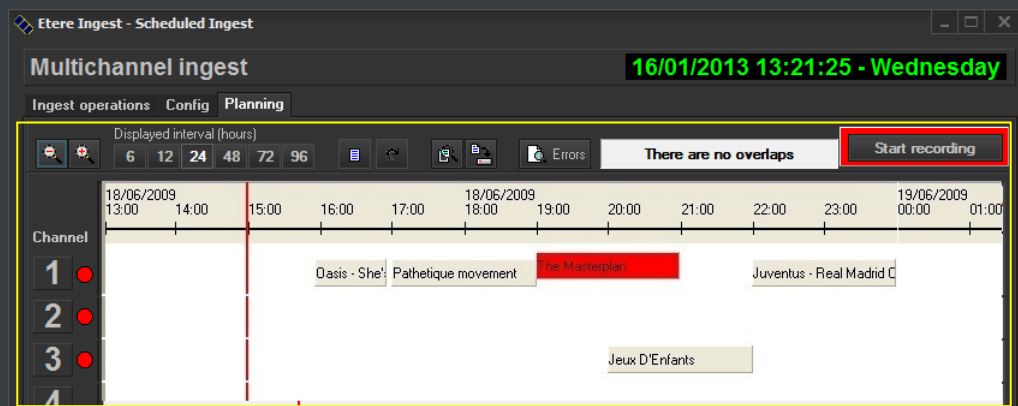 Etere Ingest - Scheduled Ingest
Multichannel ingest
16/01/2013 13:21:25 - Wednesday
Ingest operations Config Planning
Displayed interval (hours)
6 12 24 48 72 96
Errors
There are no overlaps
Start recording
18/06/2009 18/06/2009 19/06/2009
13:00 14:00 15:00 16:00 17:00 18:00 19:00 20:00 21:00 22:00 23:00 00:00 01:00
Channel
1 Oasis - She's Pathetique movement The Masterplan Juventus - Real Madrid C
2
3 Jeux D'Enfants
4